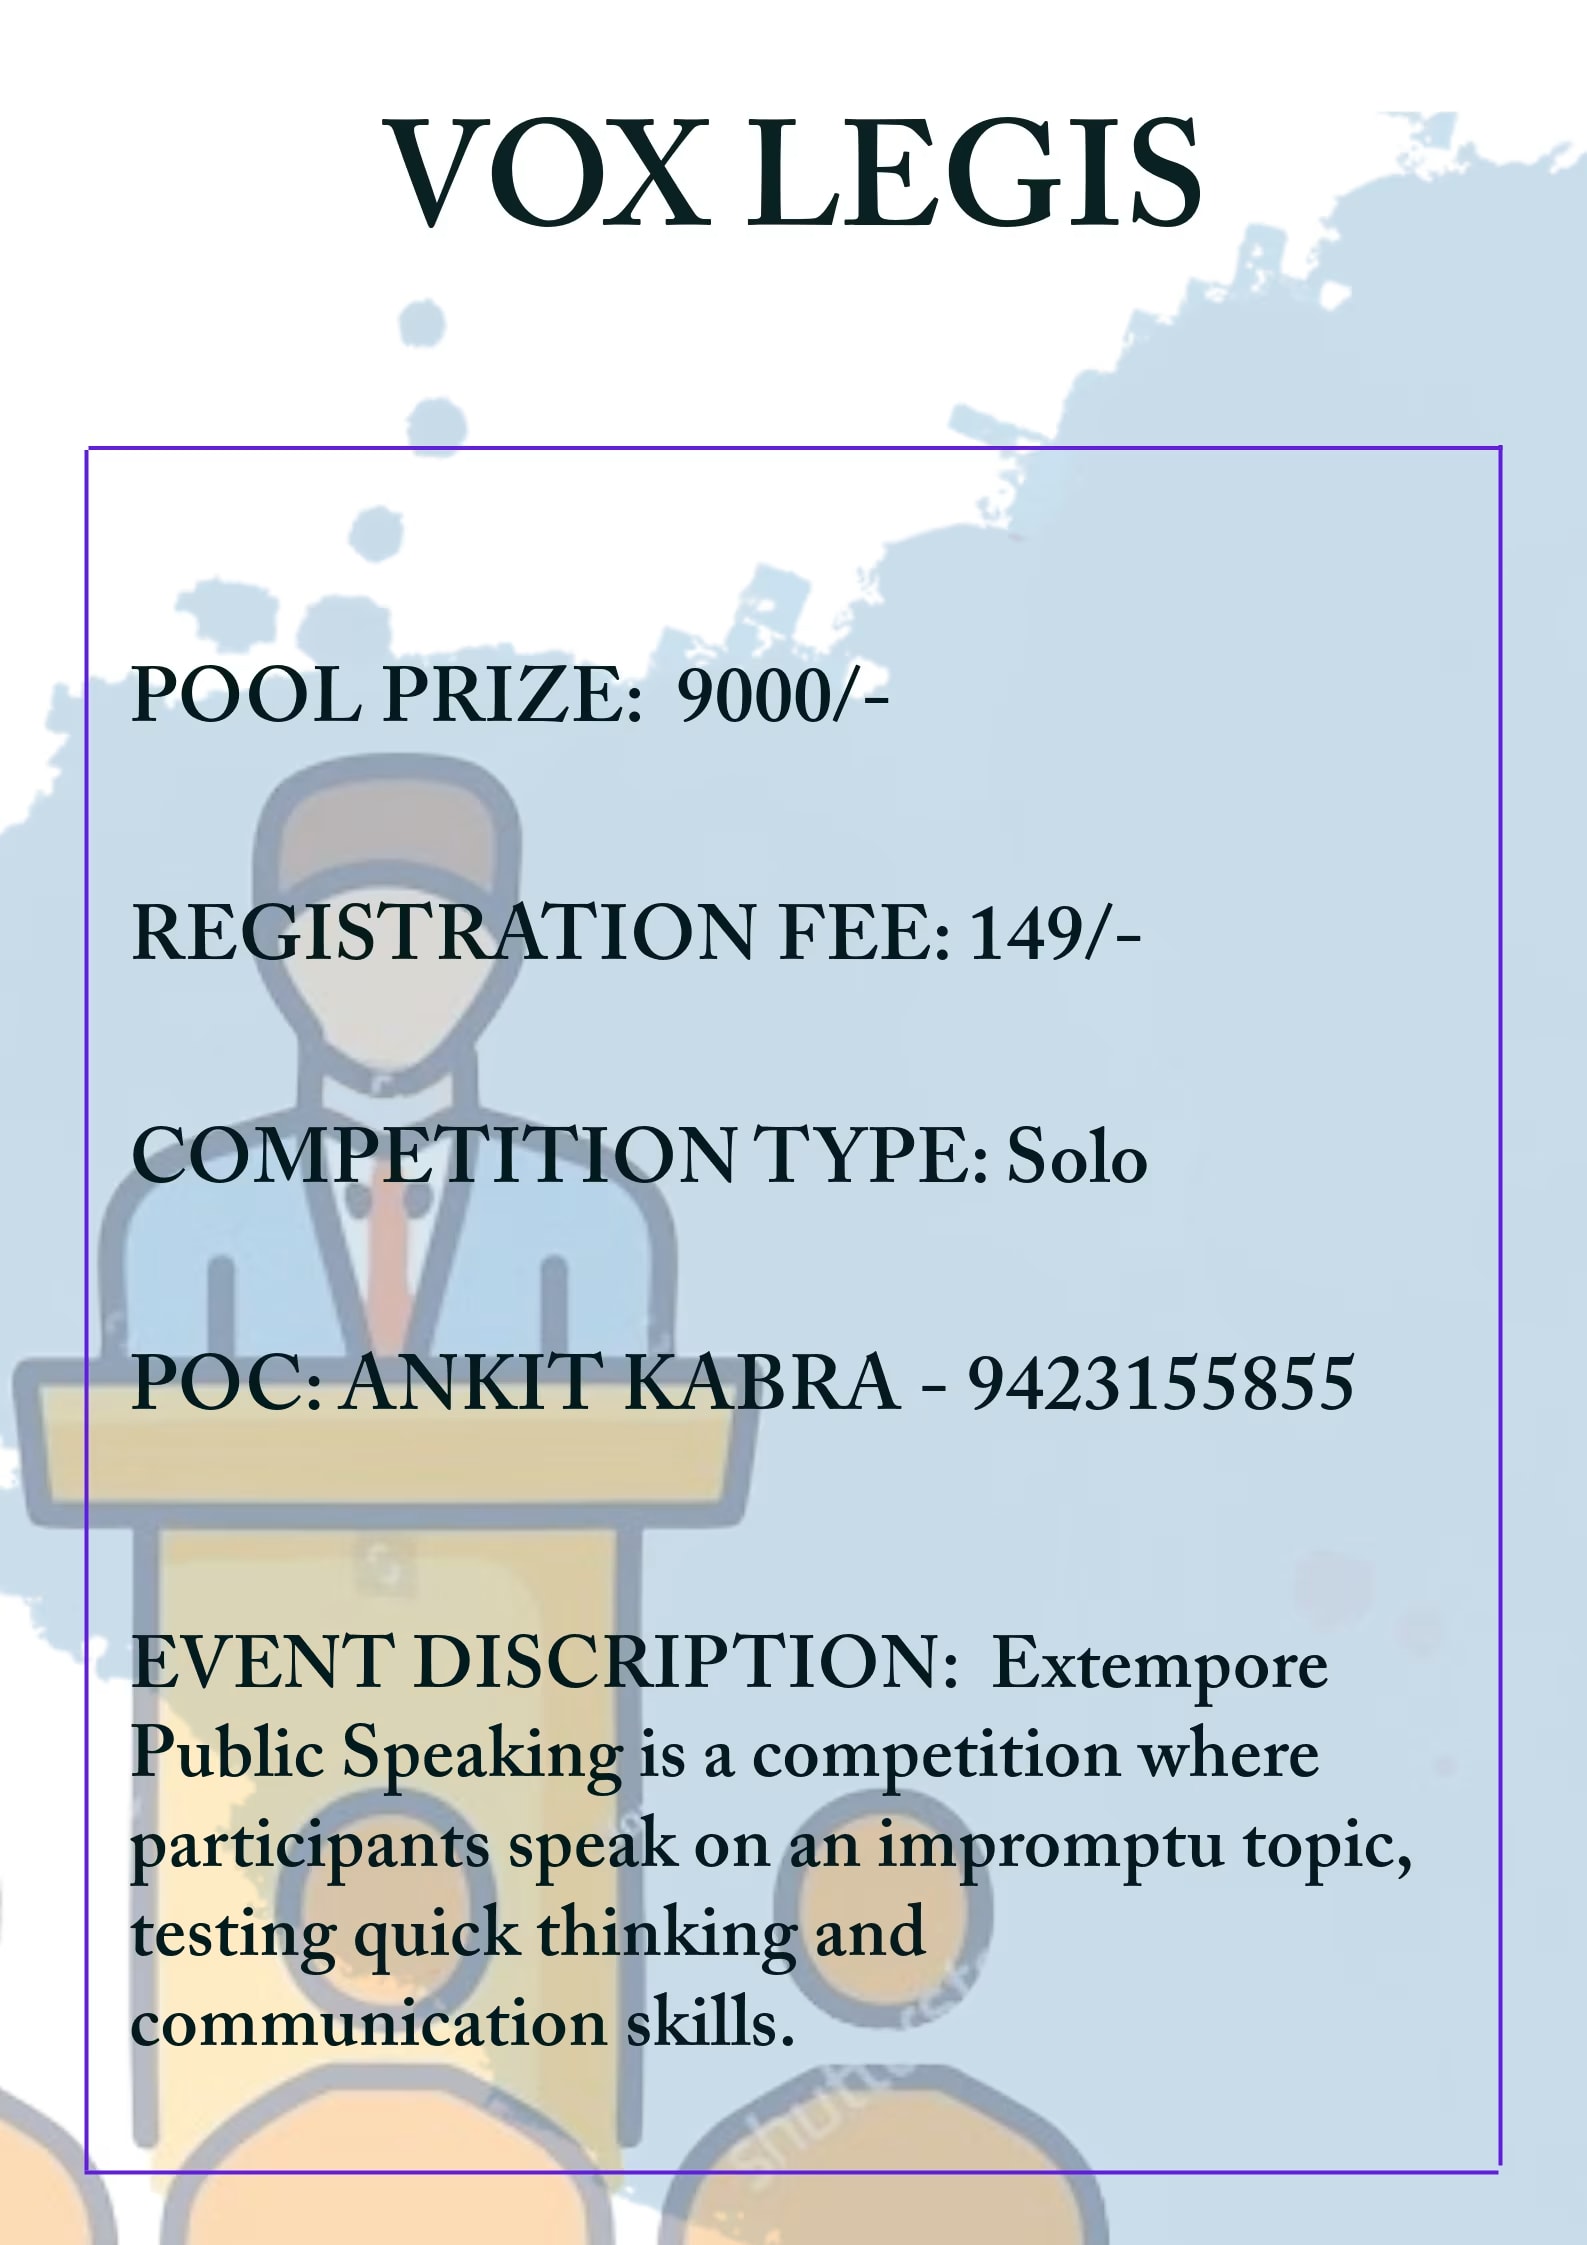 VOX LEGIS
POOL PRIZE: 9000/-
REGISTRATION FEE: 149/-
COMPETITION TYPE: Solo
POC: ANKIT KABRA - 9423155855
EVENT DISCRIPTION: Extempore
Public Speaking is a competition where
participants speak on an impromptu topic,
testing quick thinking and
communication skills.